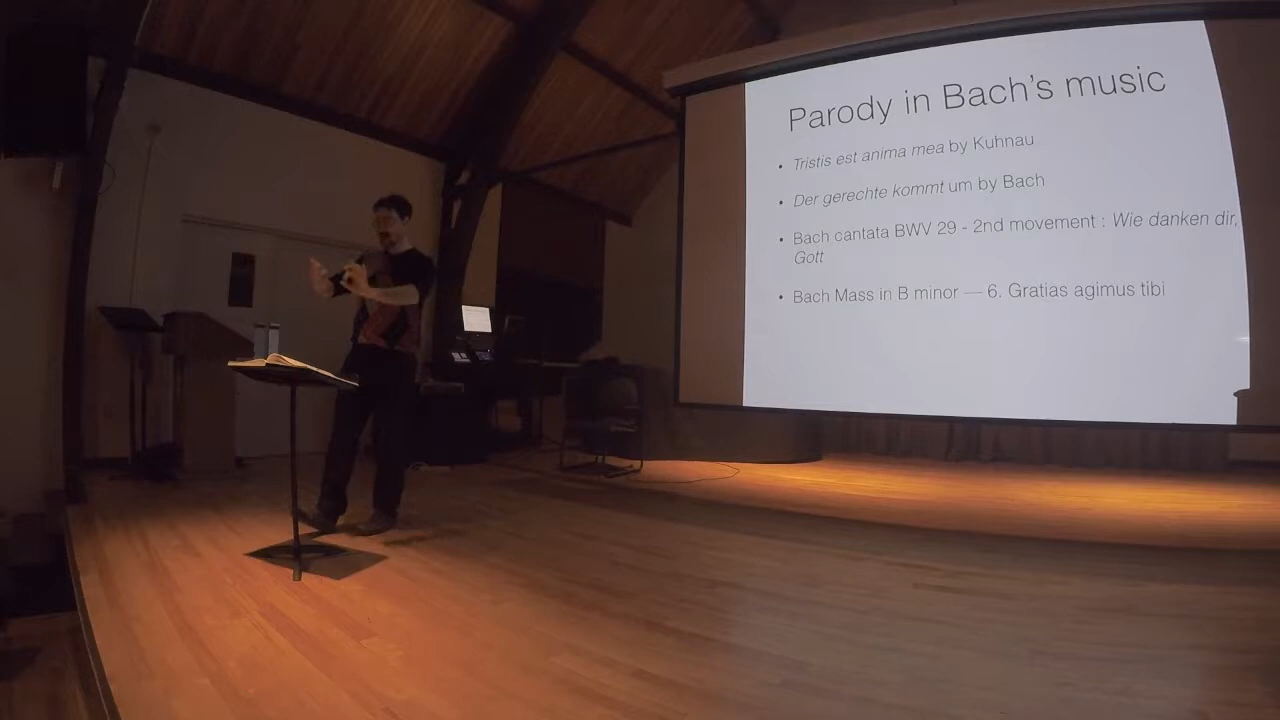 Parody in Bach's music
• Tristis est anima mea by Kuhnau
• Der gerechte kommt um by Bach
• Bach cantata BWV 29 - 2nd movement : Wie danken dir,
Gott
• Bach Mass in B minor — 6. Gratias agimus tibi